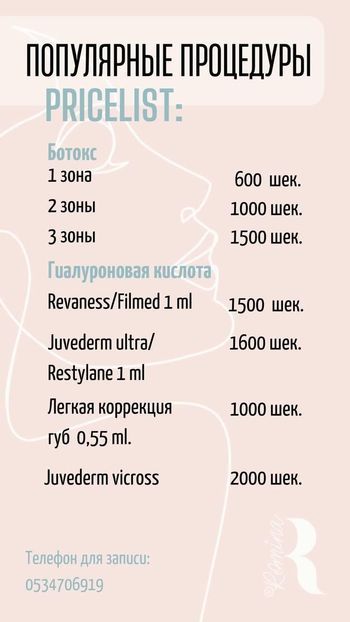 ПОПУЛЯРНЫЕ ПРОЦЕДУРЫ
PRICELIST:
Ботокс
1 зона 600 шек.
2 зоны 1000 шек.
3 зоны 1500 шек.
Гиалуроновая кислота
Revaness/Filmed 1 ml 1500 шек.
Juvederm ultra/ 1600 шек.
Restylane 1 ml
Легкая коррекция 1000 шек.
губ 0,55 ml.
Juvederm vicross 2000 шек.
Телефон для записи:
0534706919
R